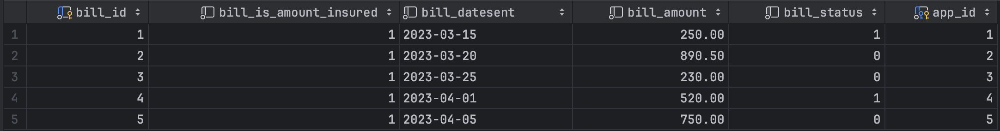 bill_id bill_is_amount_insured bill_datesent bill_amount bill_status app_id
1 1 1 2023-03-15 250.00 1 1
2 2 1 2023-03-20 890.50 0 2
3 3 1 2023-03-25 230.00 0 3
4 4 1 2023-04-01 520.00 1 4
5 5 1 2023-04-05 750.00 0 5